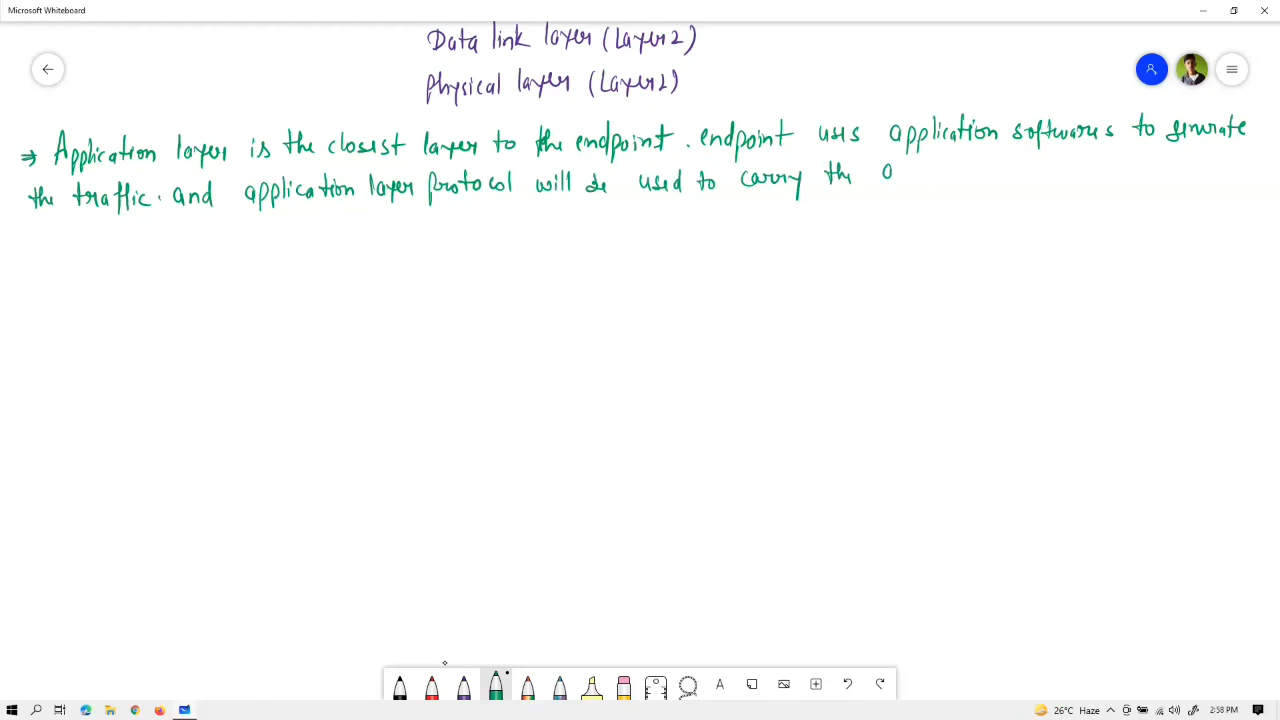 Microsoft Whiteboard
Data link layer (Layer 2)
Physical layer (Layer 1)
⇒ Application layer is the closest layer to the endpoint. endpoint uses application softwares to generate
the traffic. and application layer protocol will be used to carry the a
A
26°C Haze
2:58 PM